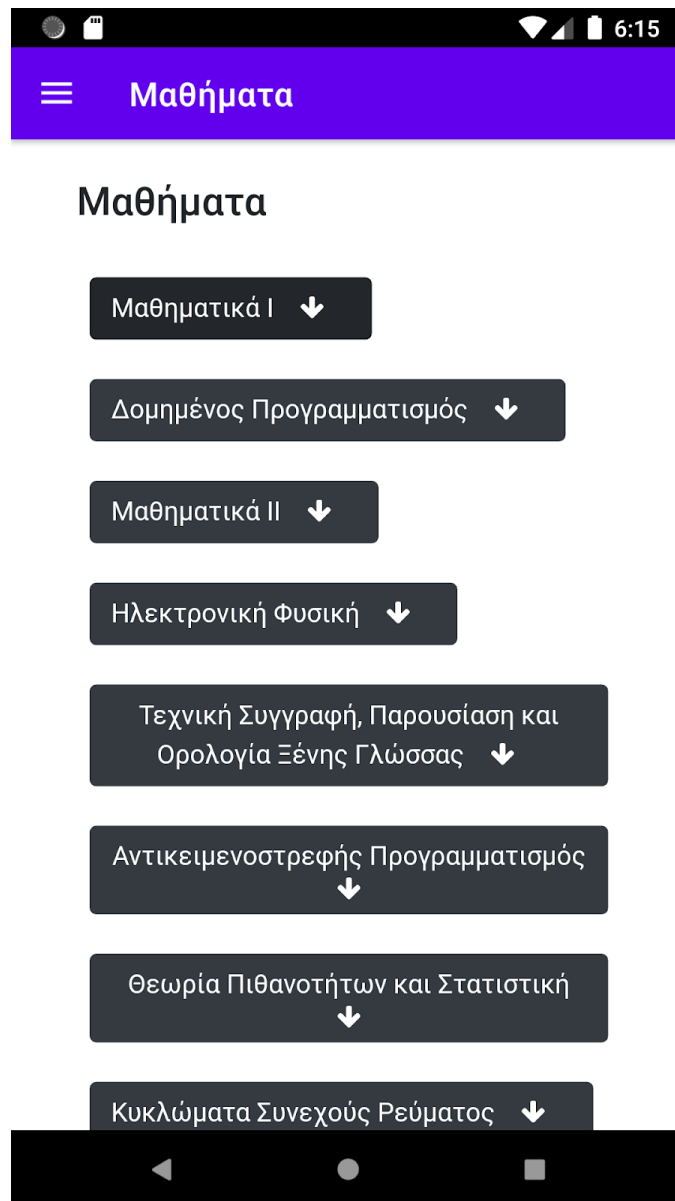 6:15
Μαθήματα
Μαθήματα
Μαθηματικά Ι
Δομημένος Προγραμματισμός
Μαθηματικά ΙΙ
Ηλεκτρονική Φυσική
Τεχνική Συγγραφή, Παρουσίαση και
Ορολογία Ξένης Γλώσσας
Αντικειμενοστρεφής Προγραμματισμός
Θεωρία Πιθανοτήτων και Στατιστική
Κυκλώματα Συνεχούς Ρεύματος